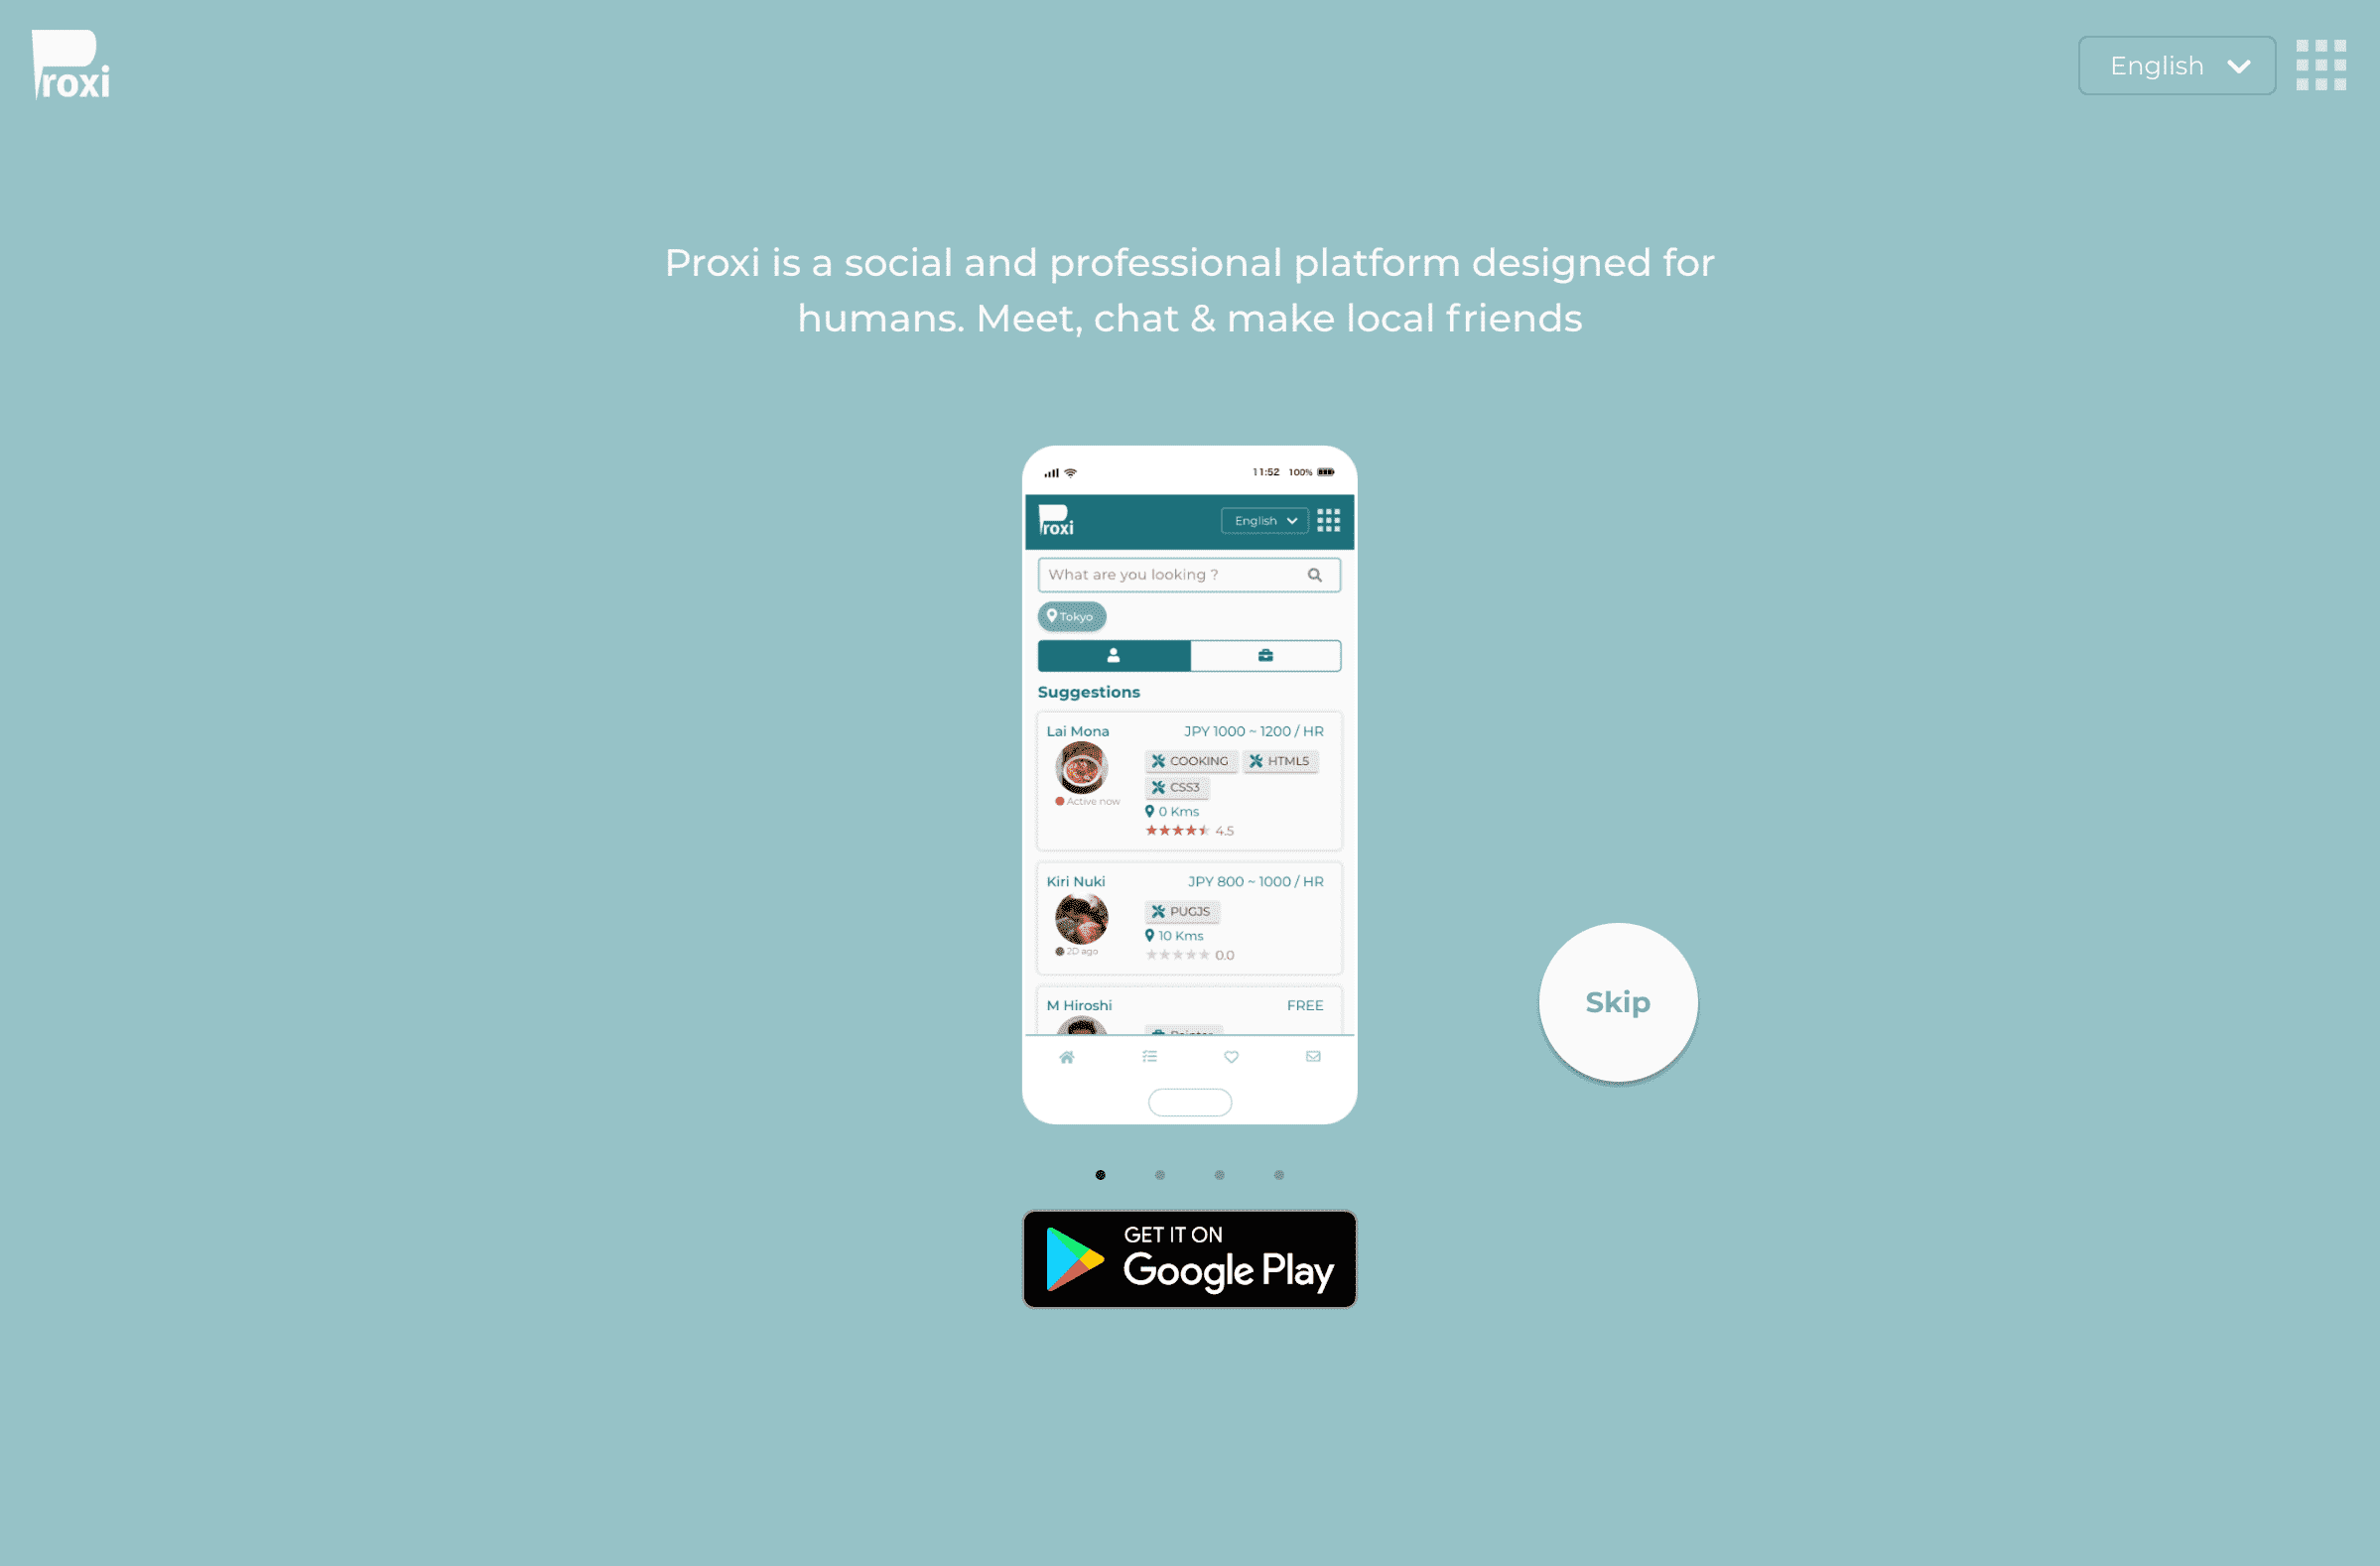 Proxi
English
Proxi is a social and professional platform designed for
humans. Meet, chat & make local friends
11:52 100%
Proxi
English
What are you looking ?
Tokyo
Suggestions
Lai Mona JPY 1000 ~ 1200 / HR
COOKING HTML5
CSS3
Active now
0 Kms
4.5
Kiri Nuki JPY 800 ~ 1000 / HR
PUGJS
10 Kms
2D ago
0.0
M Hiroshi FREE
Painter
Skip
GET IT ON
Google Play